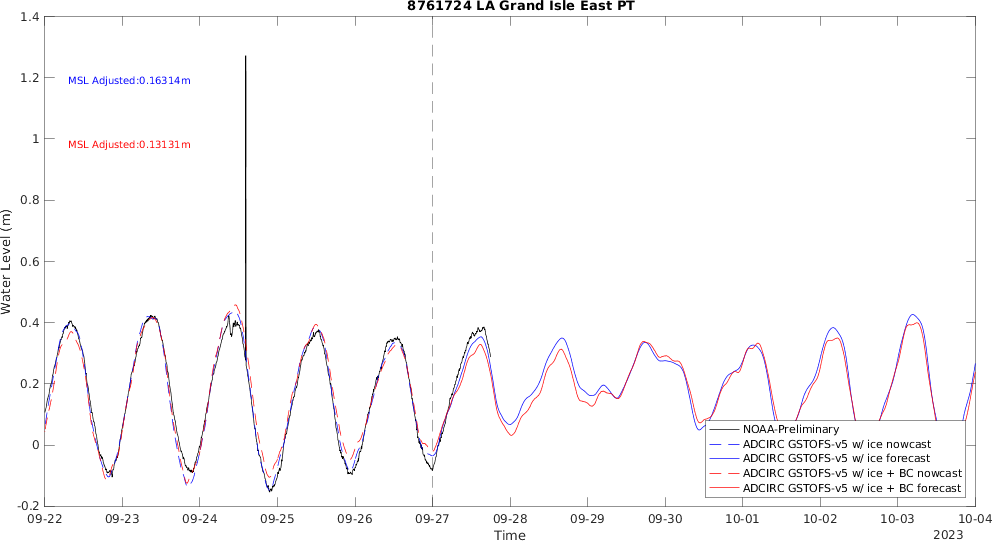 8761724 LA Grand Isle East PT
1.4
1.2
1
0.8
0.6
0.4
0.2
0
-0.2
Water Level (m)
MSL Adjusted:0.16314m
MSL Adjusted:0.13131m
NOAA-Preliminary
ADCIRC GSTOFS-v5 w/ ice nowcast
ADCIRC GSTOFS-v5 w/ ice forecast
ADCIRC GSTOFS-v5 w/ ice + BC nowcast
ADCIRC GSTOFS-v5 w/ ice + BC forecast
09-22 09-23 09-24 09-25 09-26 09-27 09-28 09-29 09-30 10-01 10-02 10-03 10-04
Time
2023